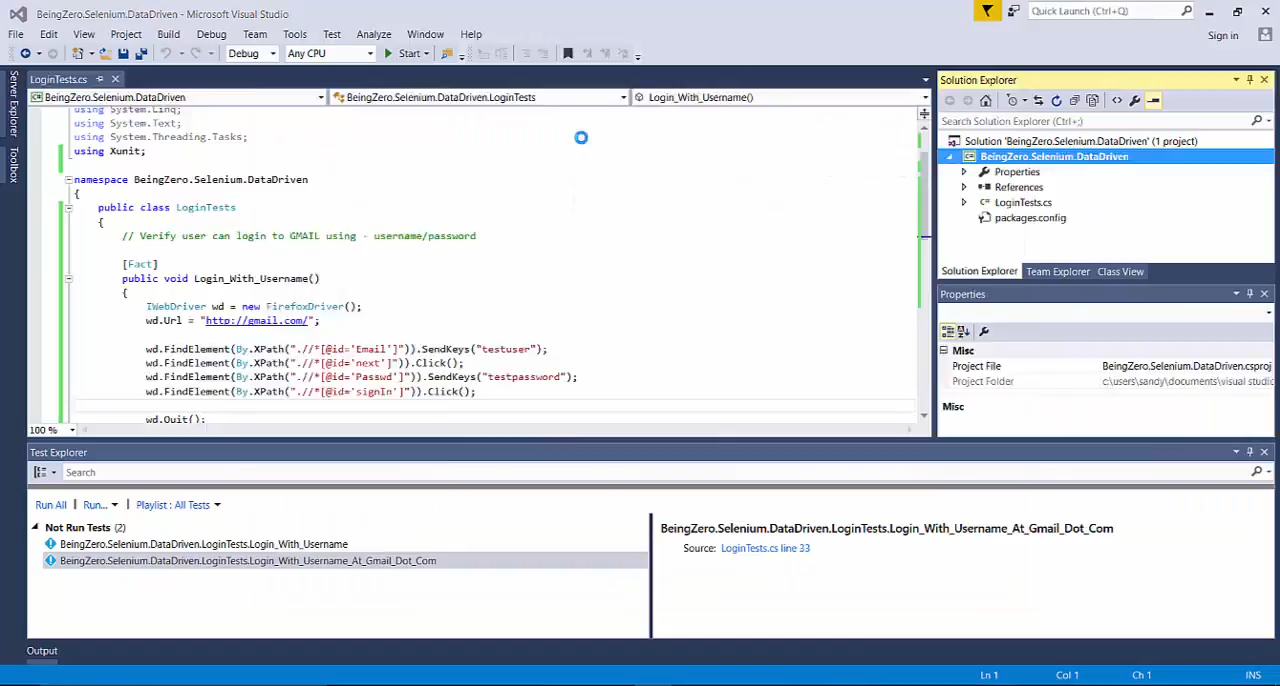 BeingZero.Selenium.DataDriven - Microsoft Visual Studio
Quick Launch (Ctrl+Q)
File Edit View Project Build Debug Team Tools Test Analyze Window Help
Sign in
Debug Any CPU Start
Server Explorer
Toolbox
LoginTests.cs
BeingZero.Selenium.DataDriven BeingZero.Selenium.DataDriven.LoginTests Login_With_Username()
using System.Linq;
using System.Text;
using System.Threading.Tasks;
using Xunit;
namespace BeingZero.Selenium.DataDriven
{
public class LoginTests
{
// Verify user can login to GMAIL using - username/password
[Fact]
public void Login_With_Username()
{
IWebDriver wd = new FirefoxDriver();
wd.Url = "http://gmail.com/";
wd.FindElement(By.XPath(".//*[@id='Email']")).SendKeys("testuser");
wd.FindElement(By.XPath(".//*[@id='next']")).Click();
wd.FindElement(By.XPath(".//*[@id='Passwd']")).SendKeys("testpassword");
wd.FindElement(By.XPath(".//*[@id='signIn']")).Click();
wd.Quit();
100 %
Solution Explorer
Search Solution Explorer (Ctrl+;)
Solution 'BeingZero.Selenium.DataDriven' (1 project)
BeingZero.Selenium.DataDriven
Properties
References
LoginTests.cs
packages.config
Solution Explorer Team Explorer Class View
Properties
Misc
Project File BeingZero.Selenium.DataDriven.csproj
Project Folder c:\users\sandy\documents\visual studio
Misc
Test Explorer
Search
Run All | Run... | Playlist : All Tests
Not Run Tests (2)
BeingZero.Selenium.DataDriven.LoginTests.Login_With_Username
BeingZero.Selenium.DataDriven.LoginTests.Login_With_Username_At_Gmail_Dot_Com
BeingZero.Selenium.DataDriven.LoginTests.Login_With_Username_At_Gmail_Dot_Com
Source: LoginTests.cs line 33
Output
Ln 1 Col 1 Ch 1 INS